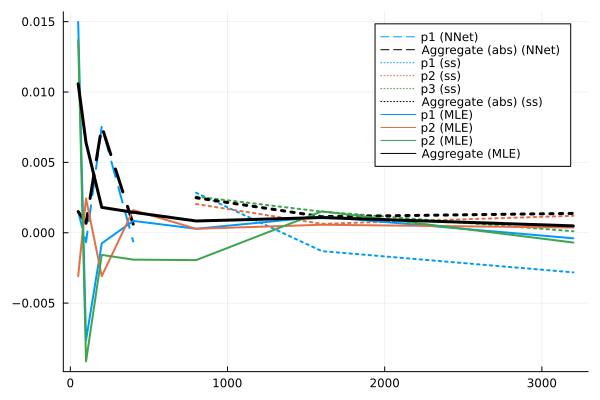 0.015
0.010
0.005
0.000
−0.005
0
1000
2000
3000
p1 (NNet)
Aggregate (abs) (NNet)
p1 (ss)
p2 (ss)
p3 (ss)
Aggregate (abs) (ss)
p1 (MLE)
p2 (MLE)
p2 (MLE)
Aggregate (MLE)